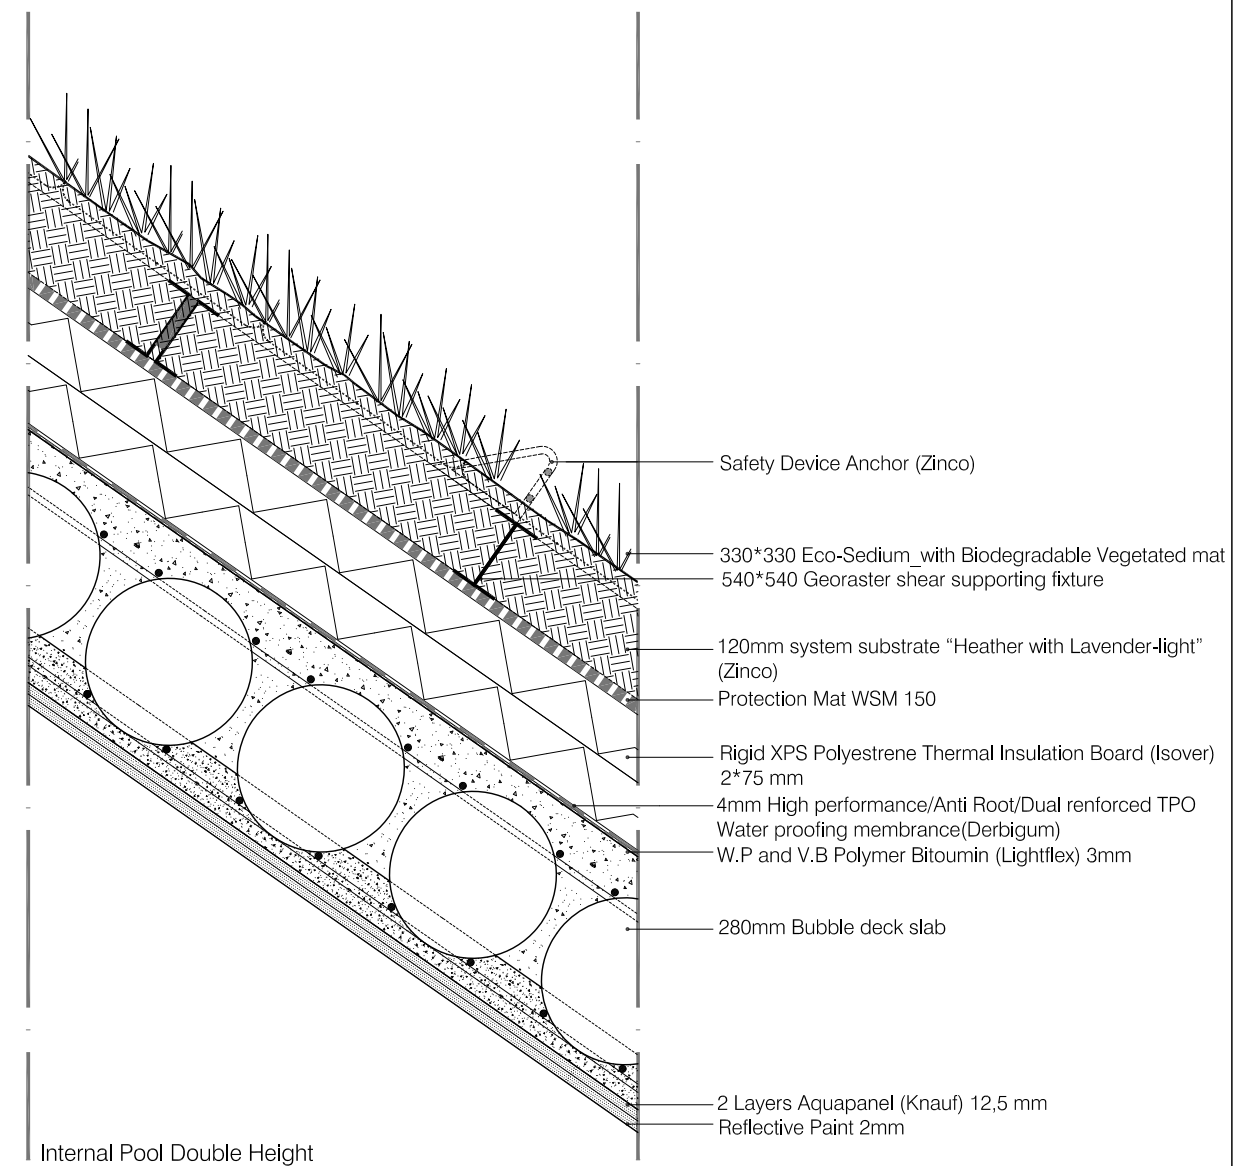 Safety Device Anchor (Zinco)
330*330 Eco-Sedium_with Biodegradable Vegetated mat
540*540 Georaster shear supporting fixture
120mm system substrate “Heather with Lavender-light”
(Zinco)
Protection Mat WSM 150
Rigid XPS Polyestrene Thermal Insulation Board (Isover)
2*75 mm
4mm High performance/Anti Root/Dual renforced TPO
Water proofing membrance(Derbigum)
W.P and V.B Polymer Bitoumin (Lightflex) 3mm
280mm Bubble deck slab
2 Layers Aquapanel (Knauf) 12,5 mm
Reflective Paint 2mm
Internal Pool Double Height